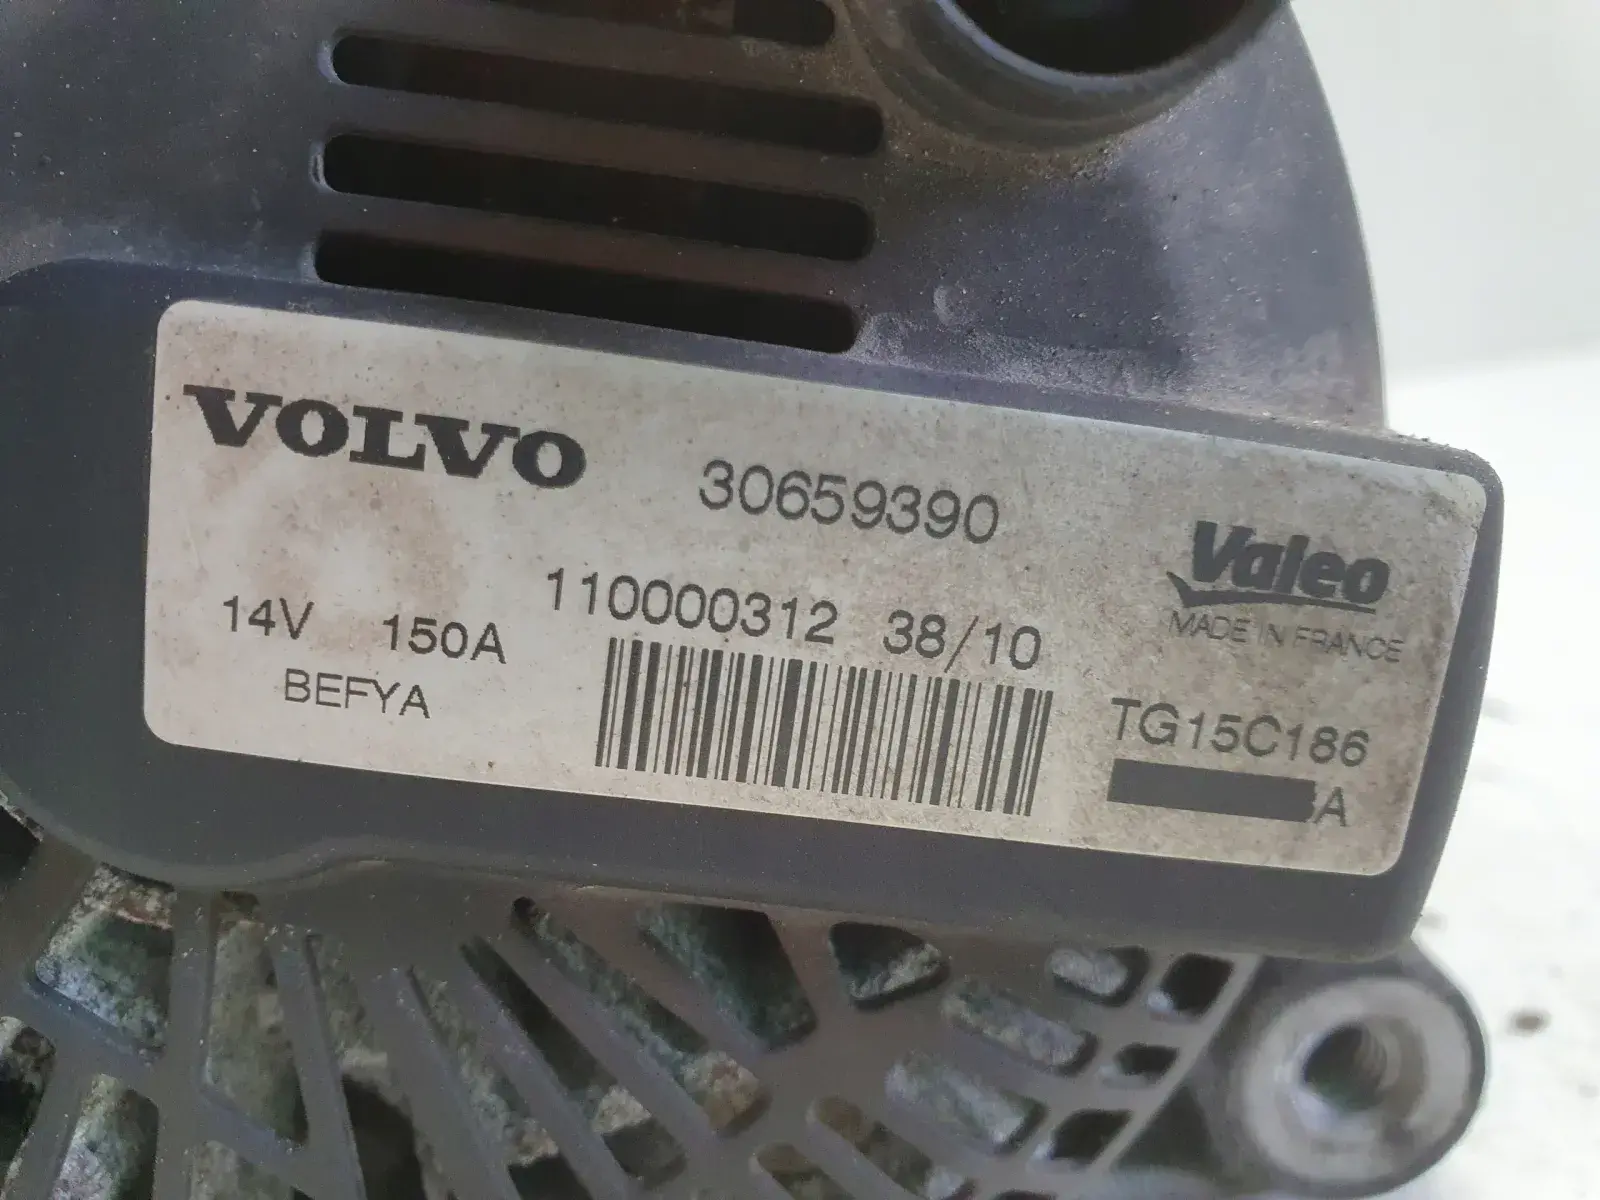 VOLVO 30659390
Valeo
MADE IN FRANCE
110000312 38/10
14V 150A
BEFYA
TG15C186
A